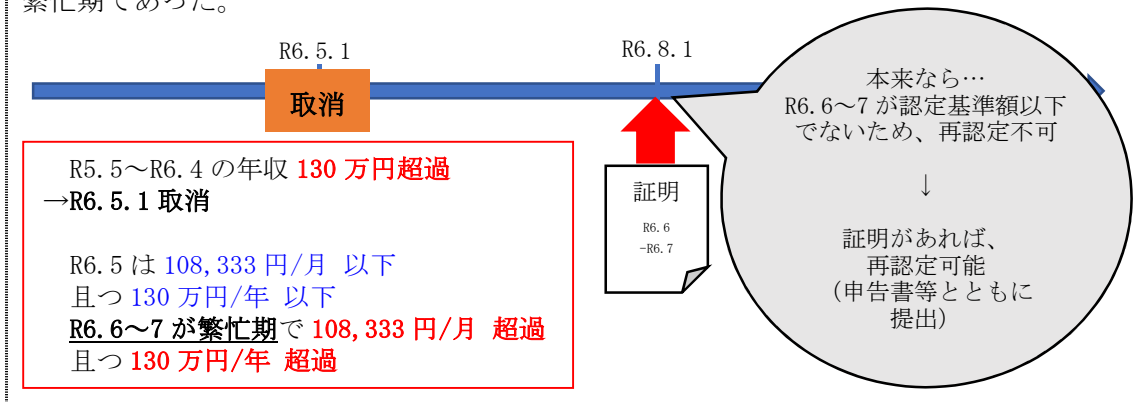 繁忙期であった。
R6.5.1
R6.8.1
取消
R5.5～R6.4 の年収 130 万円超過
→R6.5.1 取消
R6.5 は 108,333 円/月 以下
且つ 130 万円/年 以下
R6.6～7 が繁忙期で 108,333 円/月 超過
且つ 130 万円/年 超過
証明
R6.6
-R6.7
本来なら…
R6.6～7 が認定基準額以下
でないため、再認定不可
↓
証明があれば、
再認定可能
（申告書等とともに
提出）